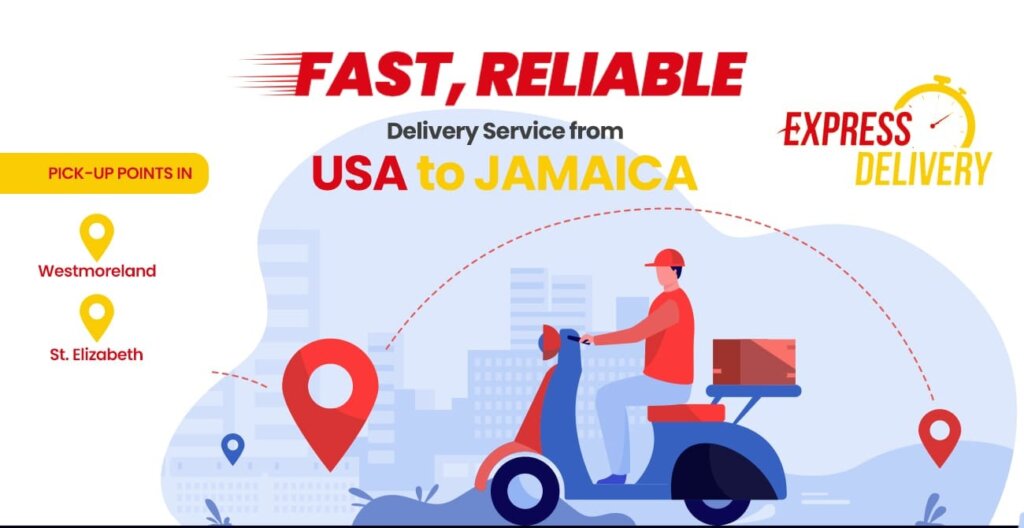 FAST, RELIABLE
Delivery Service from
USA to JAMAICA
EXPRESS
DELIVERY
PICK-UP POINTS IN
Westmoreland
St. Elizabeth